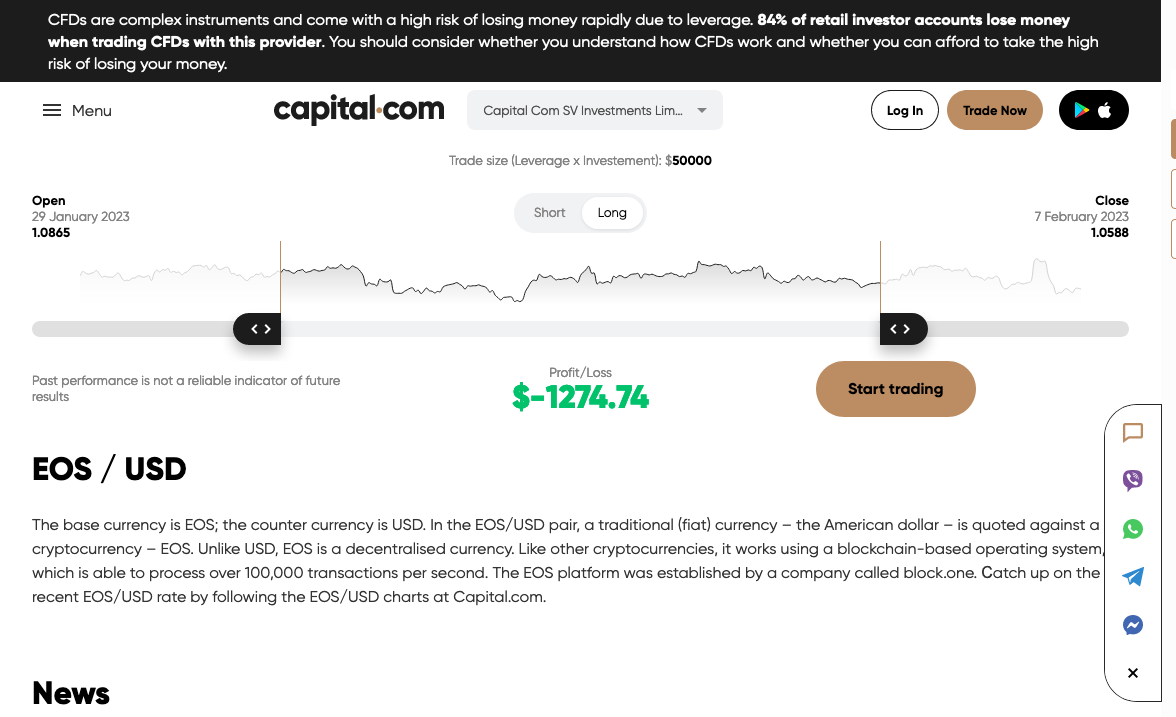 CFDs are complex instruments and come with a high risk of losing money rapidly due to leverage. 84% of retail investor accounts lose money
when trading CFDs with this provider. You should consider whether you understand how CFDs work and whether you can afford to take the high
risk of losing your money.
Menu
capital.com
Capital Com SV Investments Lim...
Log In
Trade Now
Trade size (Leverage x Investement): $50000
Open
29 January 2023
1.0865
Short
Long
Close
7 February 2023
1.0588
Past performance is not a reliable indicator of future
results
Profit/Loss
$-1274.74
Start trading
EOS / USD
The base currency is EOS; the counter currency is USD. In the EOS/USD pair, a traditional (fiat) currency – the American dollar – is quoted against a
cryptocurrency – EOS. Unlike USD, EOS is a decentralised currency. Like other cryptocurrencies, it works using a blockchain-based operating system,
which is able to process over 100,000 transactions per second. The EOS platform was established by a company called block.one. Catch up on the
recent EOS/USD rate by following the EOS/USD charts at Capital.com.
News